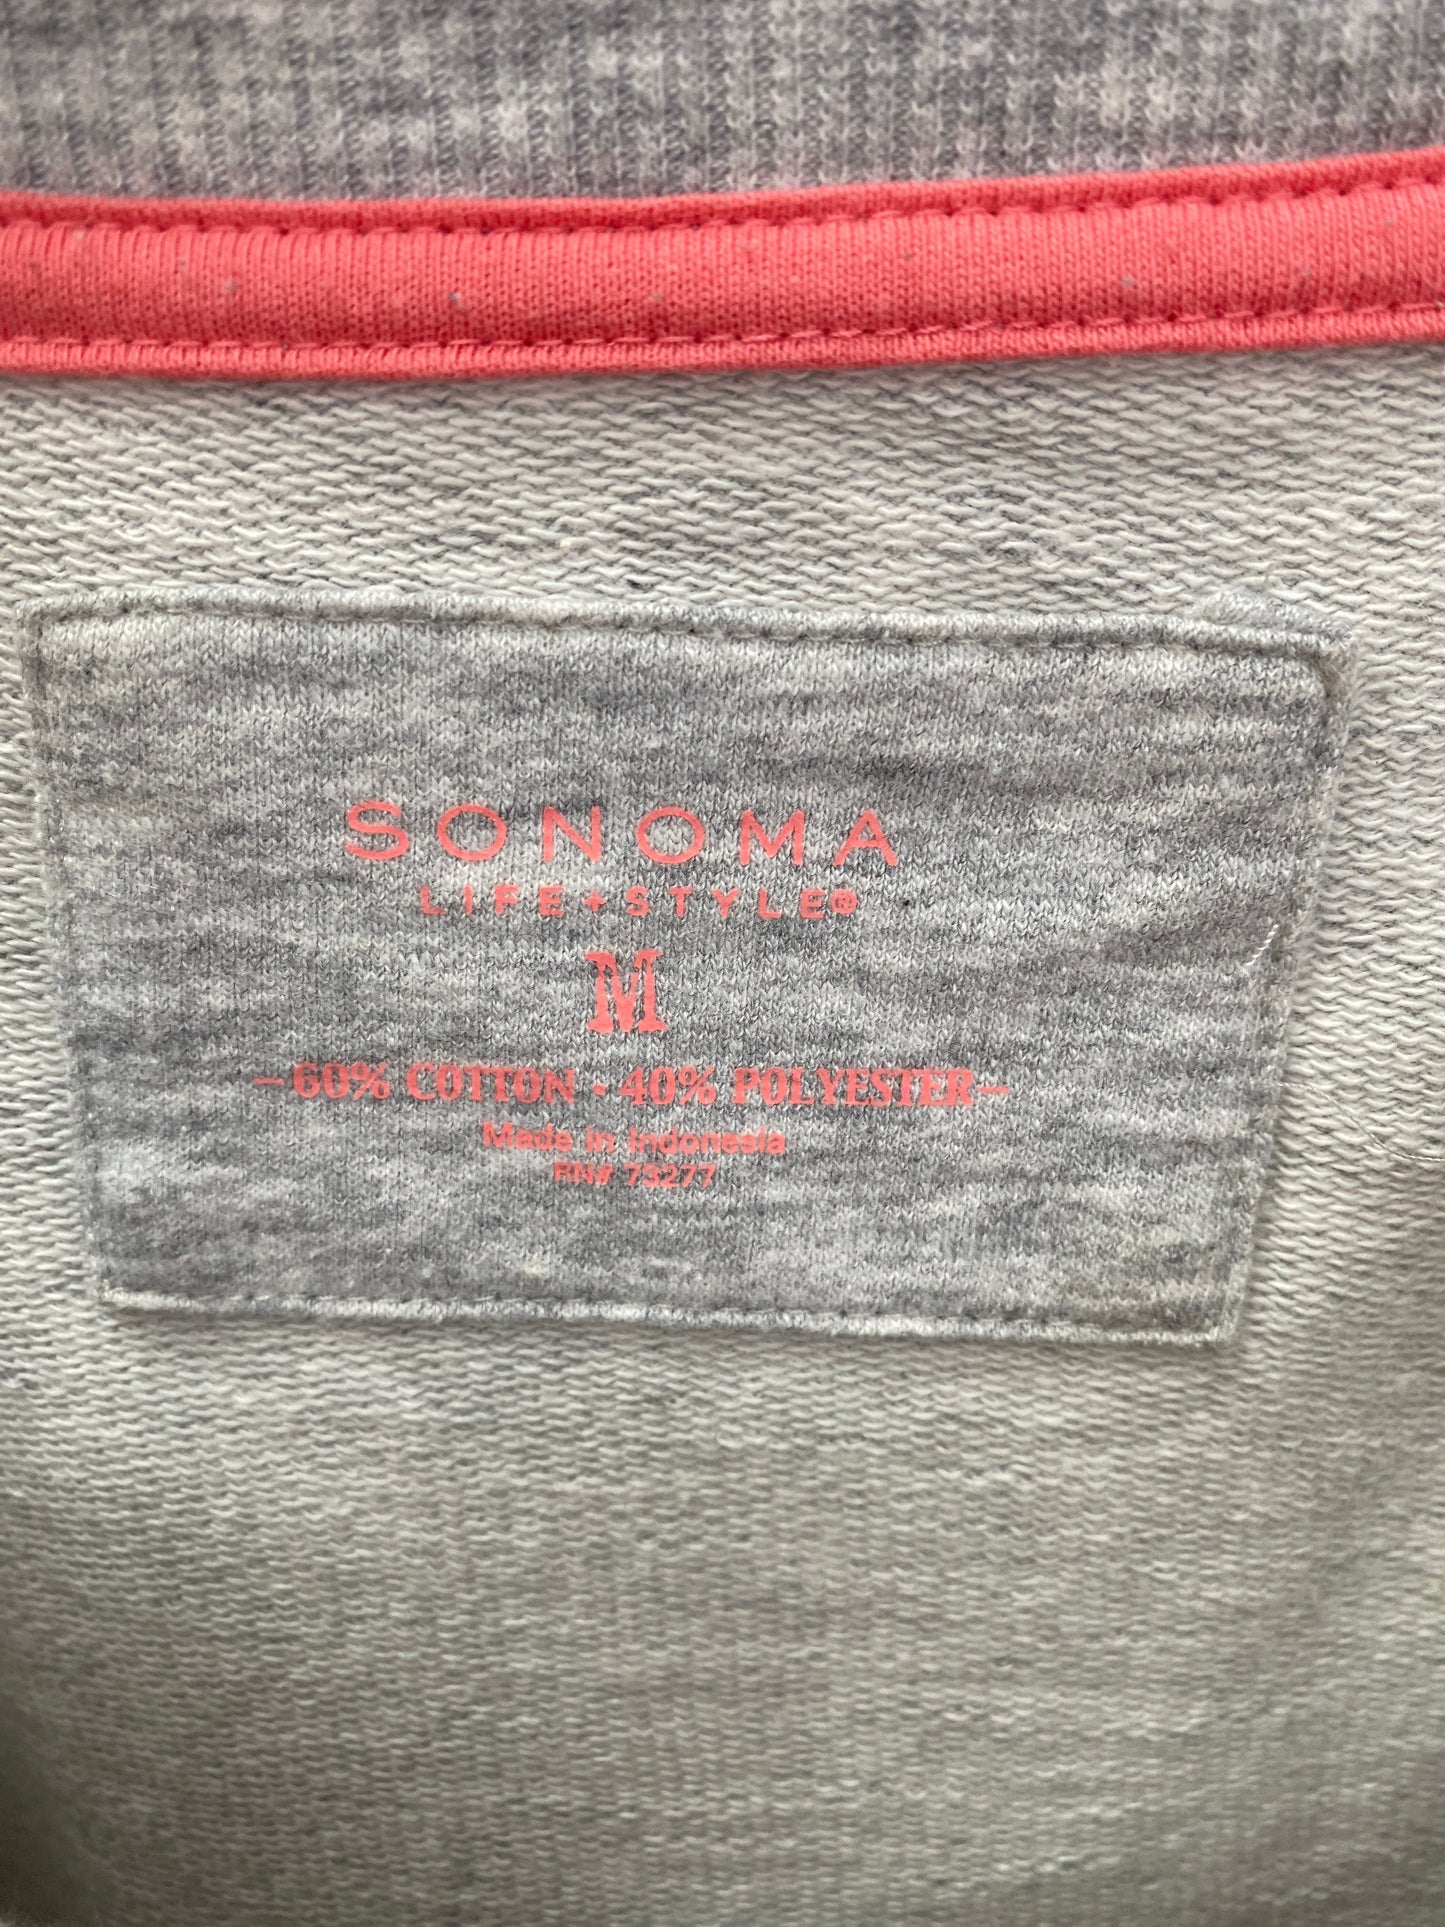 SONOMA
LIFE+STYLE®
M
-60% COTTON · 40% POLYESTER-
Made in Indonesia
RN# 73277